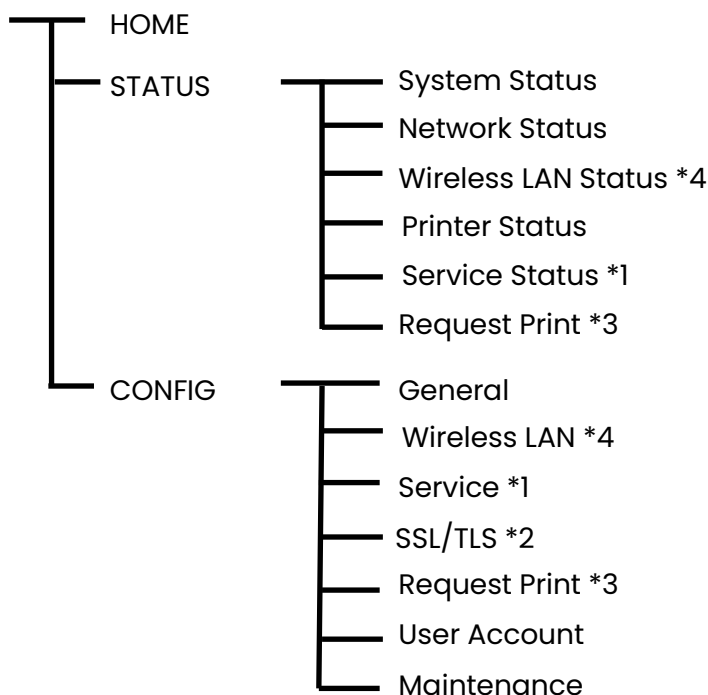 HOME
STATUS
System Status
Network Status
Wireless LAN Status *4
Printer Status
Service Status *1
Request Print *3
CONFIG
General
Wireless LAN *4
Service *1
SSL/TLS *2
Request Print *3
User Account
Maintenance